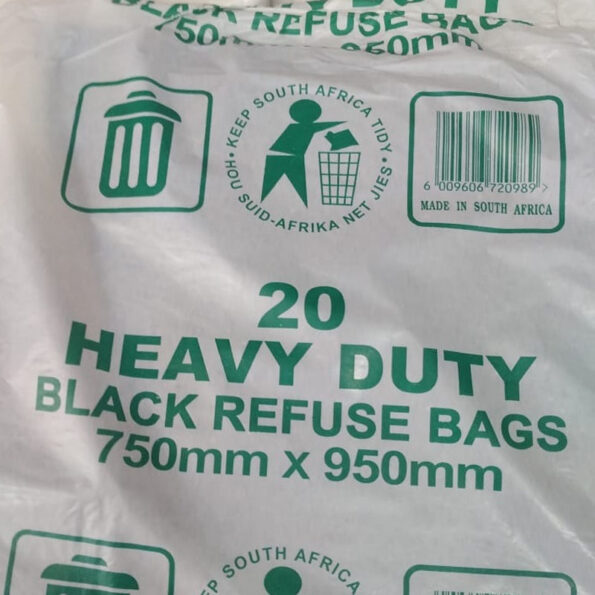 BLACK REFUSE BAGS
750mm x 950mm
KEEP SOUTH AFRICA TIDY •
HOU SUID-AFRIKA NET JIES •
6 009606 720989 >
MADE IN SOUTH AFRICA
20
HEAVY DUTY
BLACK REFUSE BAGS
750mm x 950mm
SOUTH AFRICA